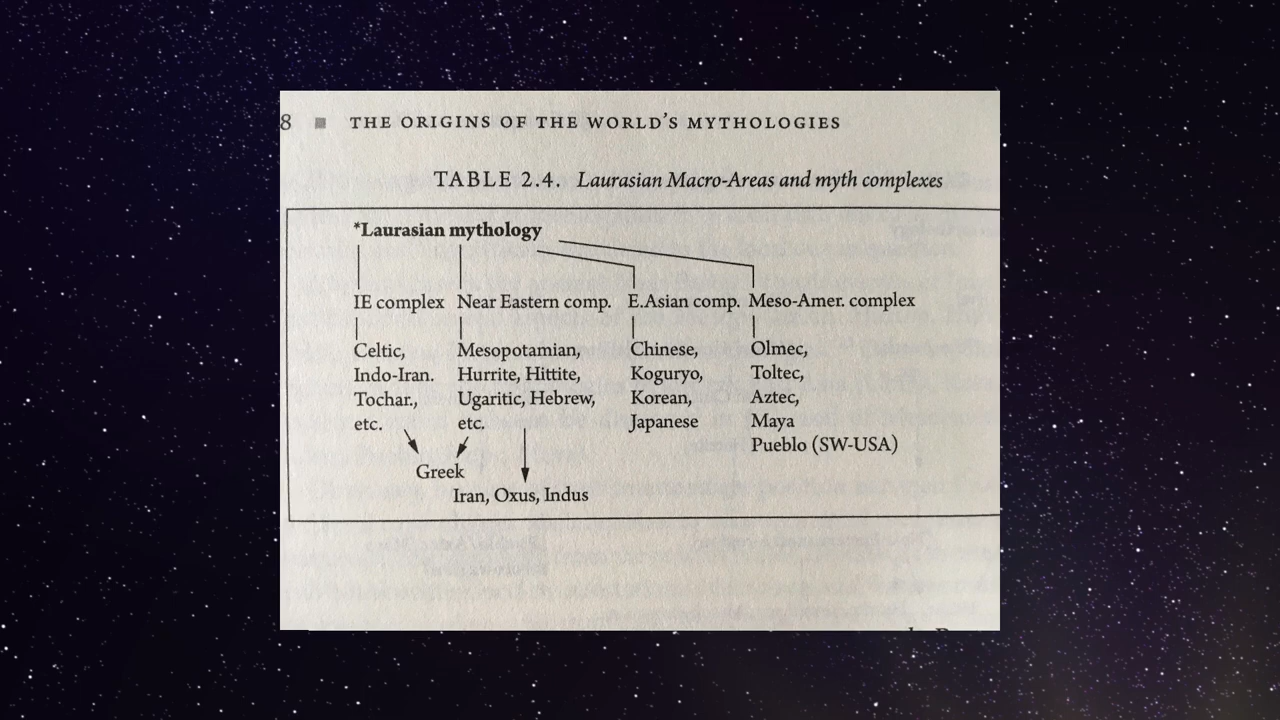 8 ■ THE ORIGINS OF THE WORLD'S MYTHOLOGIES
TABLE 2.4. Laurasian Macro-Areas and myth complexes
*Laurasian mythology
IE complex Near Eastern comp. E.Asian comp. Meso-Amer. complex
Celtic, Mesopotamian, Chinese, Olmec,
Indo-Iran. Hurrite, Hittite, Koguryo, Toltec,
Tochar., Ugaritic, Hebrew, Korean, Aztec,
etc. etc. Japanese Maya
Pueblo (SW-USA)
Greek
Iran, Oxus, Indus